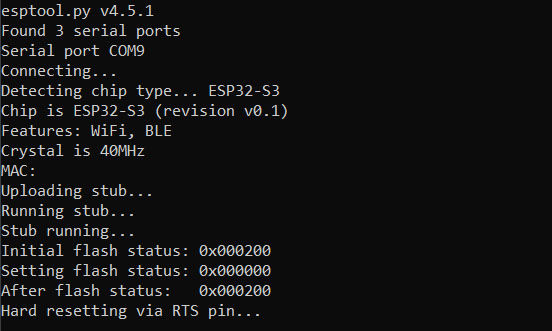 esptool.py v4.5.1
Found 3 serial ports
Serial port COM9
Connecting...
Detecting chip type... ESP32-S3
Chip is ESP32-S3 (revision v0.1)
Features: WiFi, BLE
Crystal is 40MHz
MAC:
Uploading stub...
Running stub...
Stub running...
Initial flash status: 0x000200
Setting flash status: 0x000000
After flash status:   0x000200
Hard resetting via RTS pin...